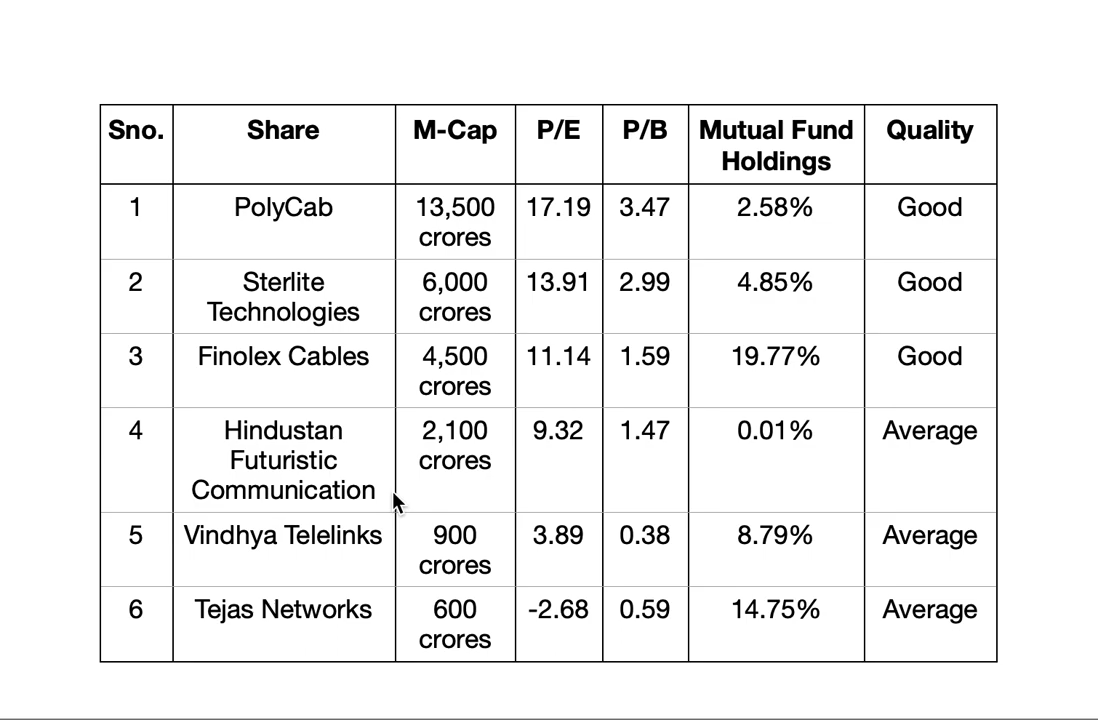 Sno. Share M-Cap P/E P/B Mutual Fund Holdings Quality
1 PolyCab 13,500 crores 17.19 3.47 2.58% Good
2 Sterlite Technologies 6,000 crores 13.91 2.99 4.85% Good
3 Finolex Cables 4,500 crores 11.14 1.59 19.77% Good
4 Hindustan Futuristic Communication 2,100 crores 9.32 1.47 0.01% Average
5 Vindhya Telelinks 900 crores 3.89 0.38 8.79% Average
6 Tejas Networks 600 crores -2.68 0.59 14.75% Average